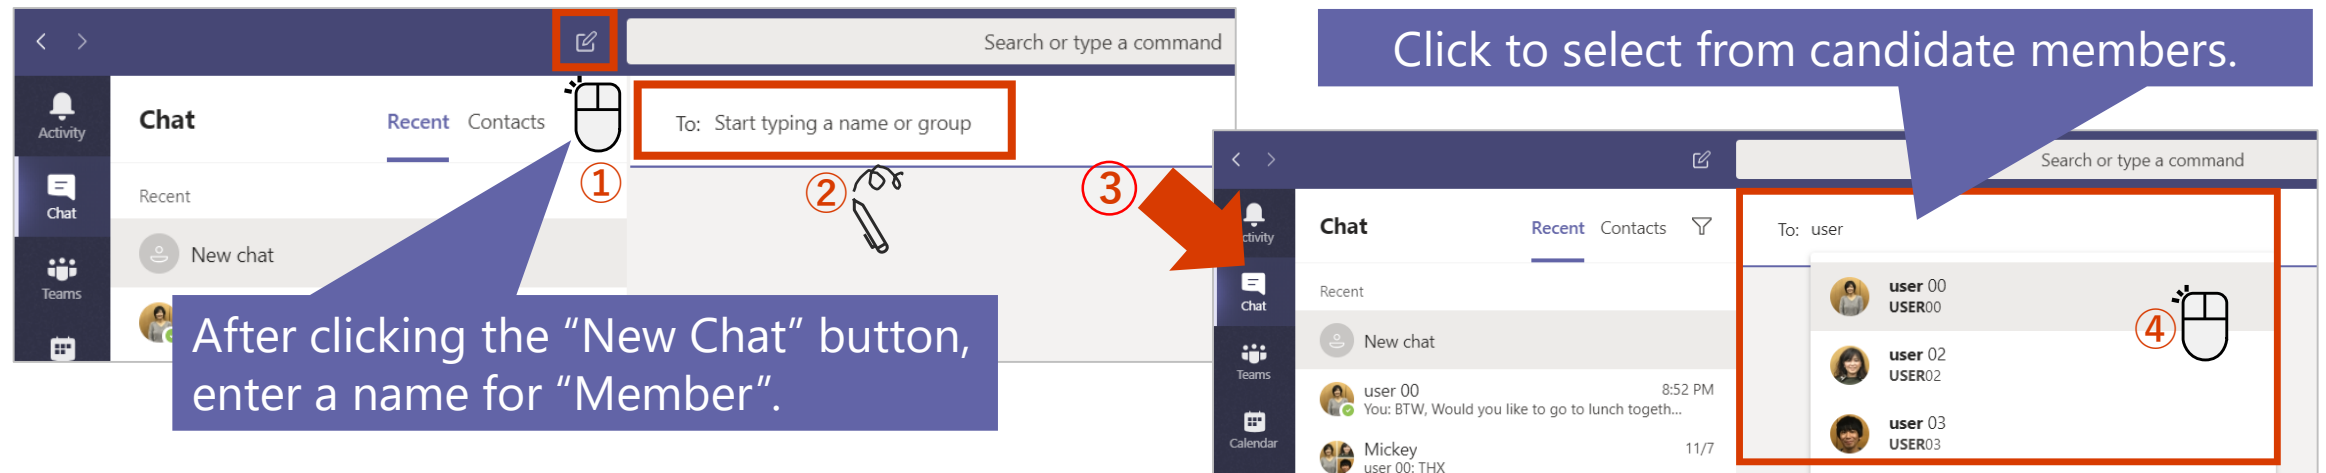 Search or type a command
Activity
Chat
Recent Contacts
To: Start typing a name or group
①
②
Chat
Recent
New chat
Teams
After clicking the “New Chat” button,
enter a name for “Member”.
Click to select from candidate members.
③
Search or type a command
ctivity
Chat
Recent Contacts
To: user
Chat
Recent
New chat
Teams
user 00
8:52 PM
You: BTW, Would you like to go to lunch togeth...
Calendar
Mickey
11/7
user 00: THX
user 00
USER00
④
user 02
USER02
user 03
USER03